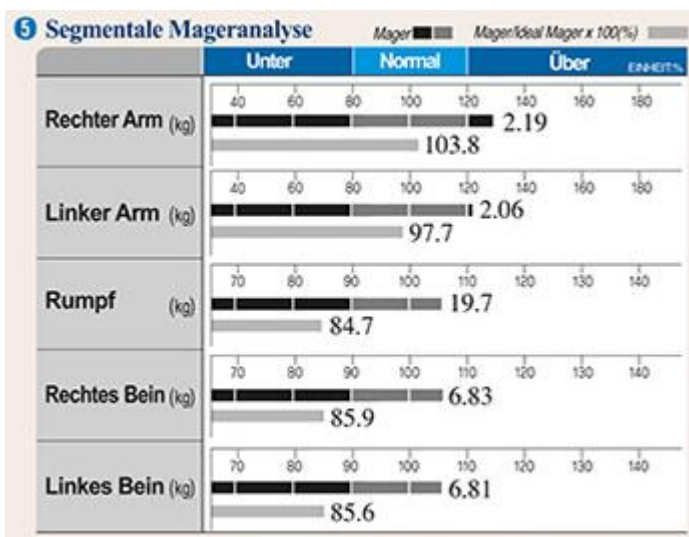 5 Segmentale Mageranalyse Mager Mager/Ideal Mager x 100(%)
Unter Normal Über EINHEIT:%
40 60 80 100 120 140 160 180
Rechter Arm (kg) 2.19
103.8
40 60 80 100 120 140 160 180
Linker Arm (kg) 2.06
97.7
70 80 90 100 110 120 130 140
Rumpf (kg) 19.7
84.7
70 80 90 100 110 120 130 140
Rechtes Bein (kg) 6.83
85.9
70 80 90 100 110 120 130 140
Linkes Bein (kg) 6.81
85.6